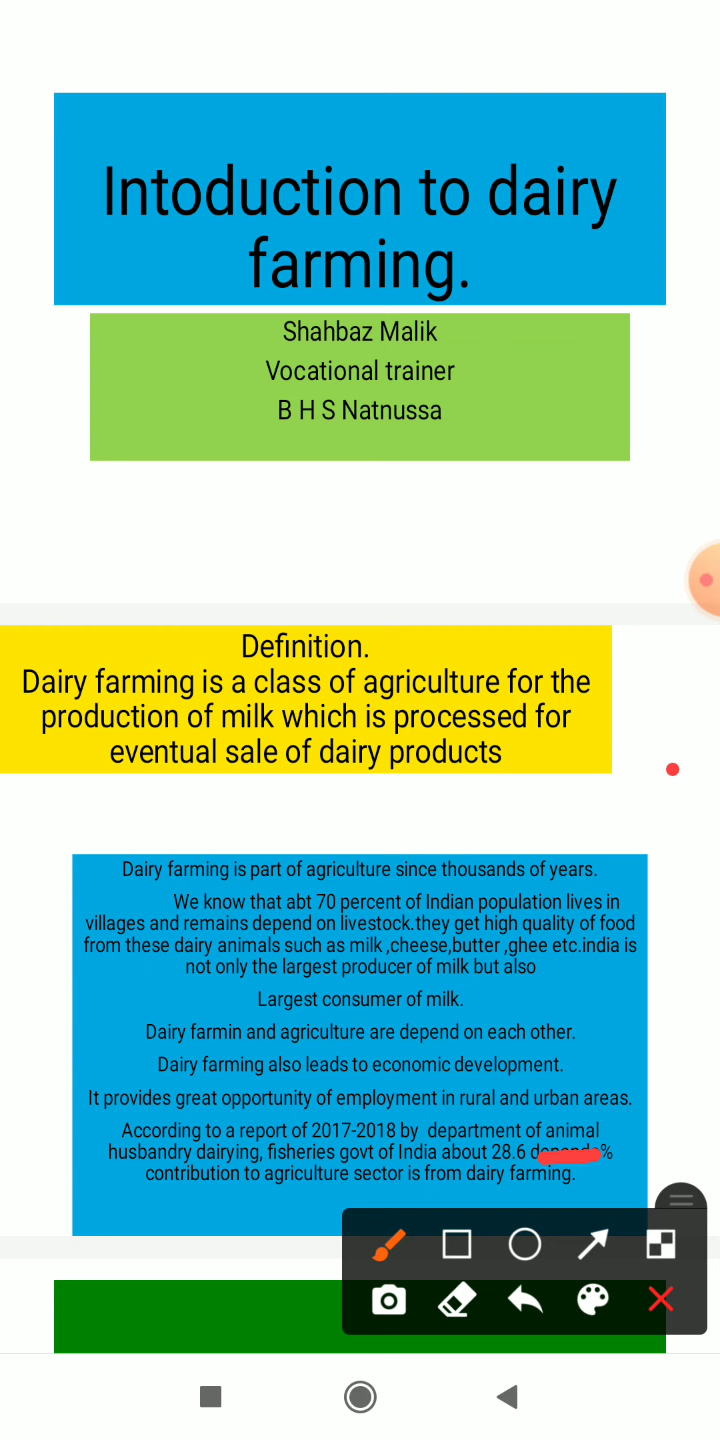 Intoduction to dairy
farming.
Shahbaz Malik
Vocational trainer
B H S Natnussa
Definition.
Dairy farming is a class of agriculture for the
production of milk which is processed for
eventual sale of dairy products
Dairy farming is part of agriculture since thousands of years.
We know that abt 70 percent of Indian population lives in
villages and remains depend on livestock.they get high quality of food
from these dairy animals such as milk ,cheese,butter ,ghee etc.india is
not only the largest producer of milk but also
Largest consumer of milk.
Dairy farmin and agriculture are depend on each other.
Dairy farming also leads to economic development.
It provides great opportunity of employment in rural and urban areas.
According to a report of 2017-2018 by department of animal
husbandry dairying, fisheries govt of India about 28.6 %
contribution to agriculture sector is from dairy farming.